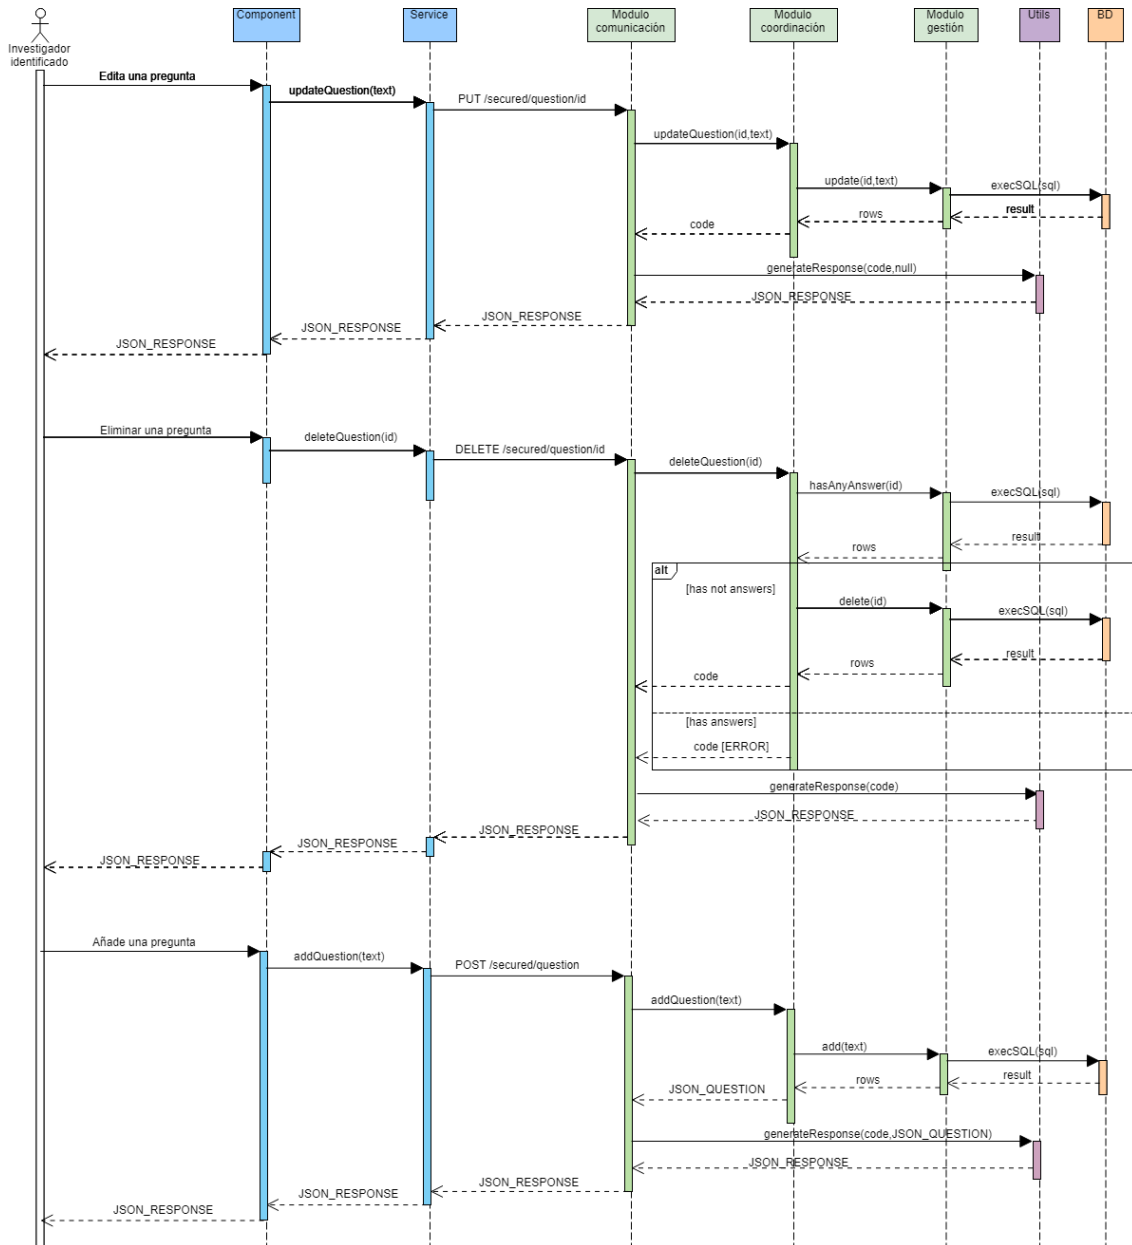 Component
Service
Modulo
comunicación
Modulo
coordinación
Modulo
gestión
Utils
BD
Investigador
identificado
Edita una pregunta
updateQuestion(text)
PUT /secured/question/id
updateQuestion(id,text)
update(id,text)
execSQL(sql)
result
rows
code
generateResponse(code,null)
JSON_RESPONSE
JSON_RESPONSE
JSON_RESPONSE
JSON_RESPONSE
Eliminar una pregunta
deleteQuestion(id)
DELETE /secured/question/id
deleteQuestion(id)
hasAnyAnswer(id)
execSQL(sql)
result
rows
alt
[has not answers]
delete(id)
execSQL(sql)
result
rows
code
[has answers]
code [ERROR]
generateResponse(code)
JSON_RESPONSE
JSON_RESPONSE
JSON_RESPONSE
JSON_RESPONSE
Añade una pregunta
addQuestion(text)
POST /secured/question
addQuestion(text)
add(text)
execSQL(sql)
result
rows
JSON_QUESTION
generateResponse(code,JSON_QUESTION)
JSON_RESPONSE
JSON_RESPONSE
JSON_RESPONSE
JSON_RESPONSE